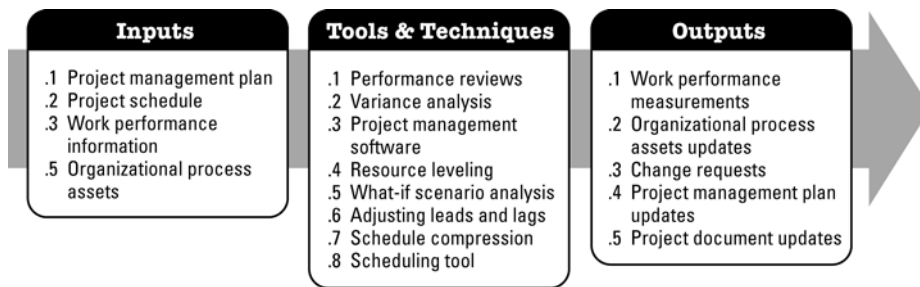 Inputs
.1 Project management plan
.2 Project schedule
.3 Work performance
information
.5 Organizational process
assets
Tools & Techniques
.1 Performance reviews
.2 Variance analysis
.3 Project management
software
.4 Resource leveling
.5 What-if scenario analysis
.6 Adjusting leads and lags
.7 Schedule compression
.8 Scheduling tool
Outputs
.1 Work performance
measurements
.2 Organizational process
assets updates
.3 Change requests
.4 Project management plan
updates
.5 Project document updates